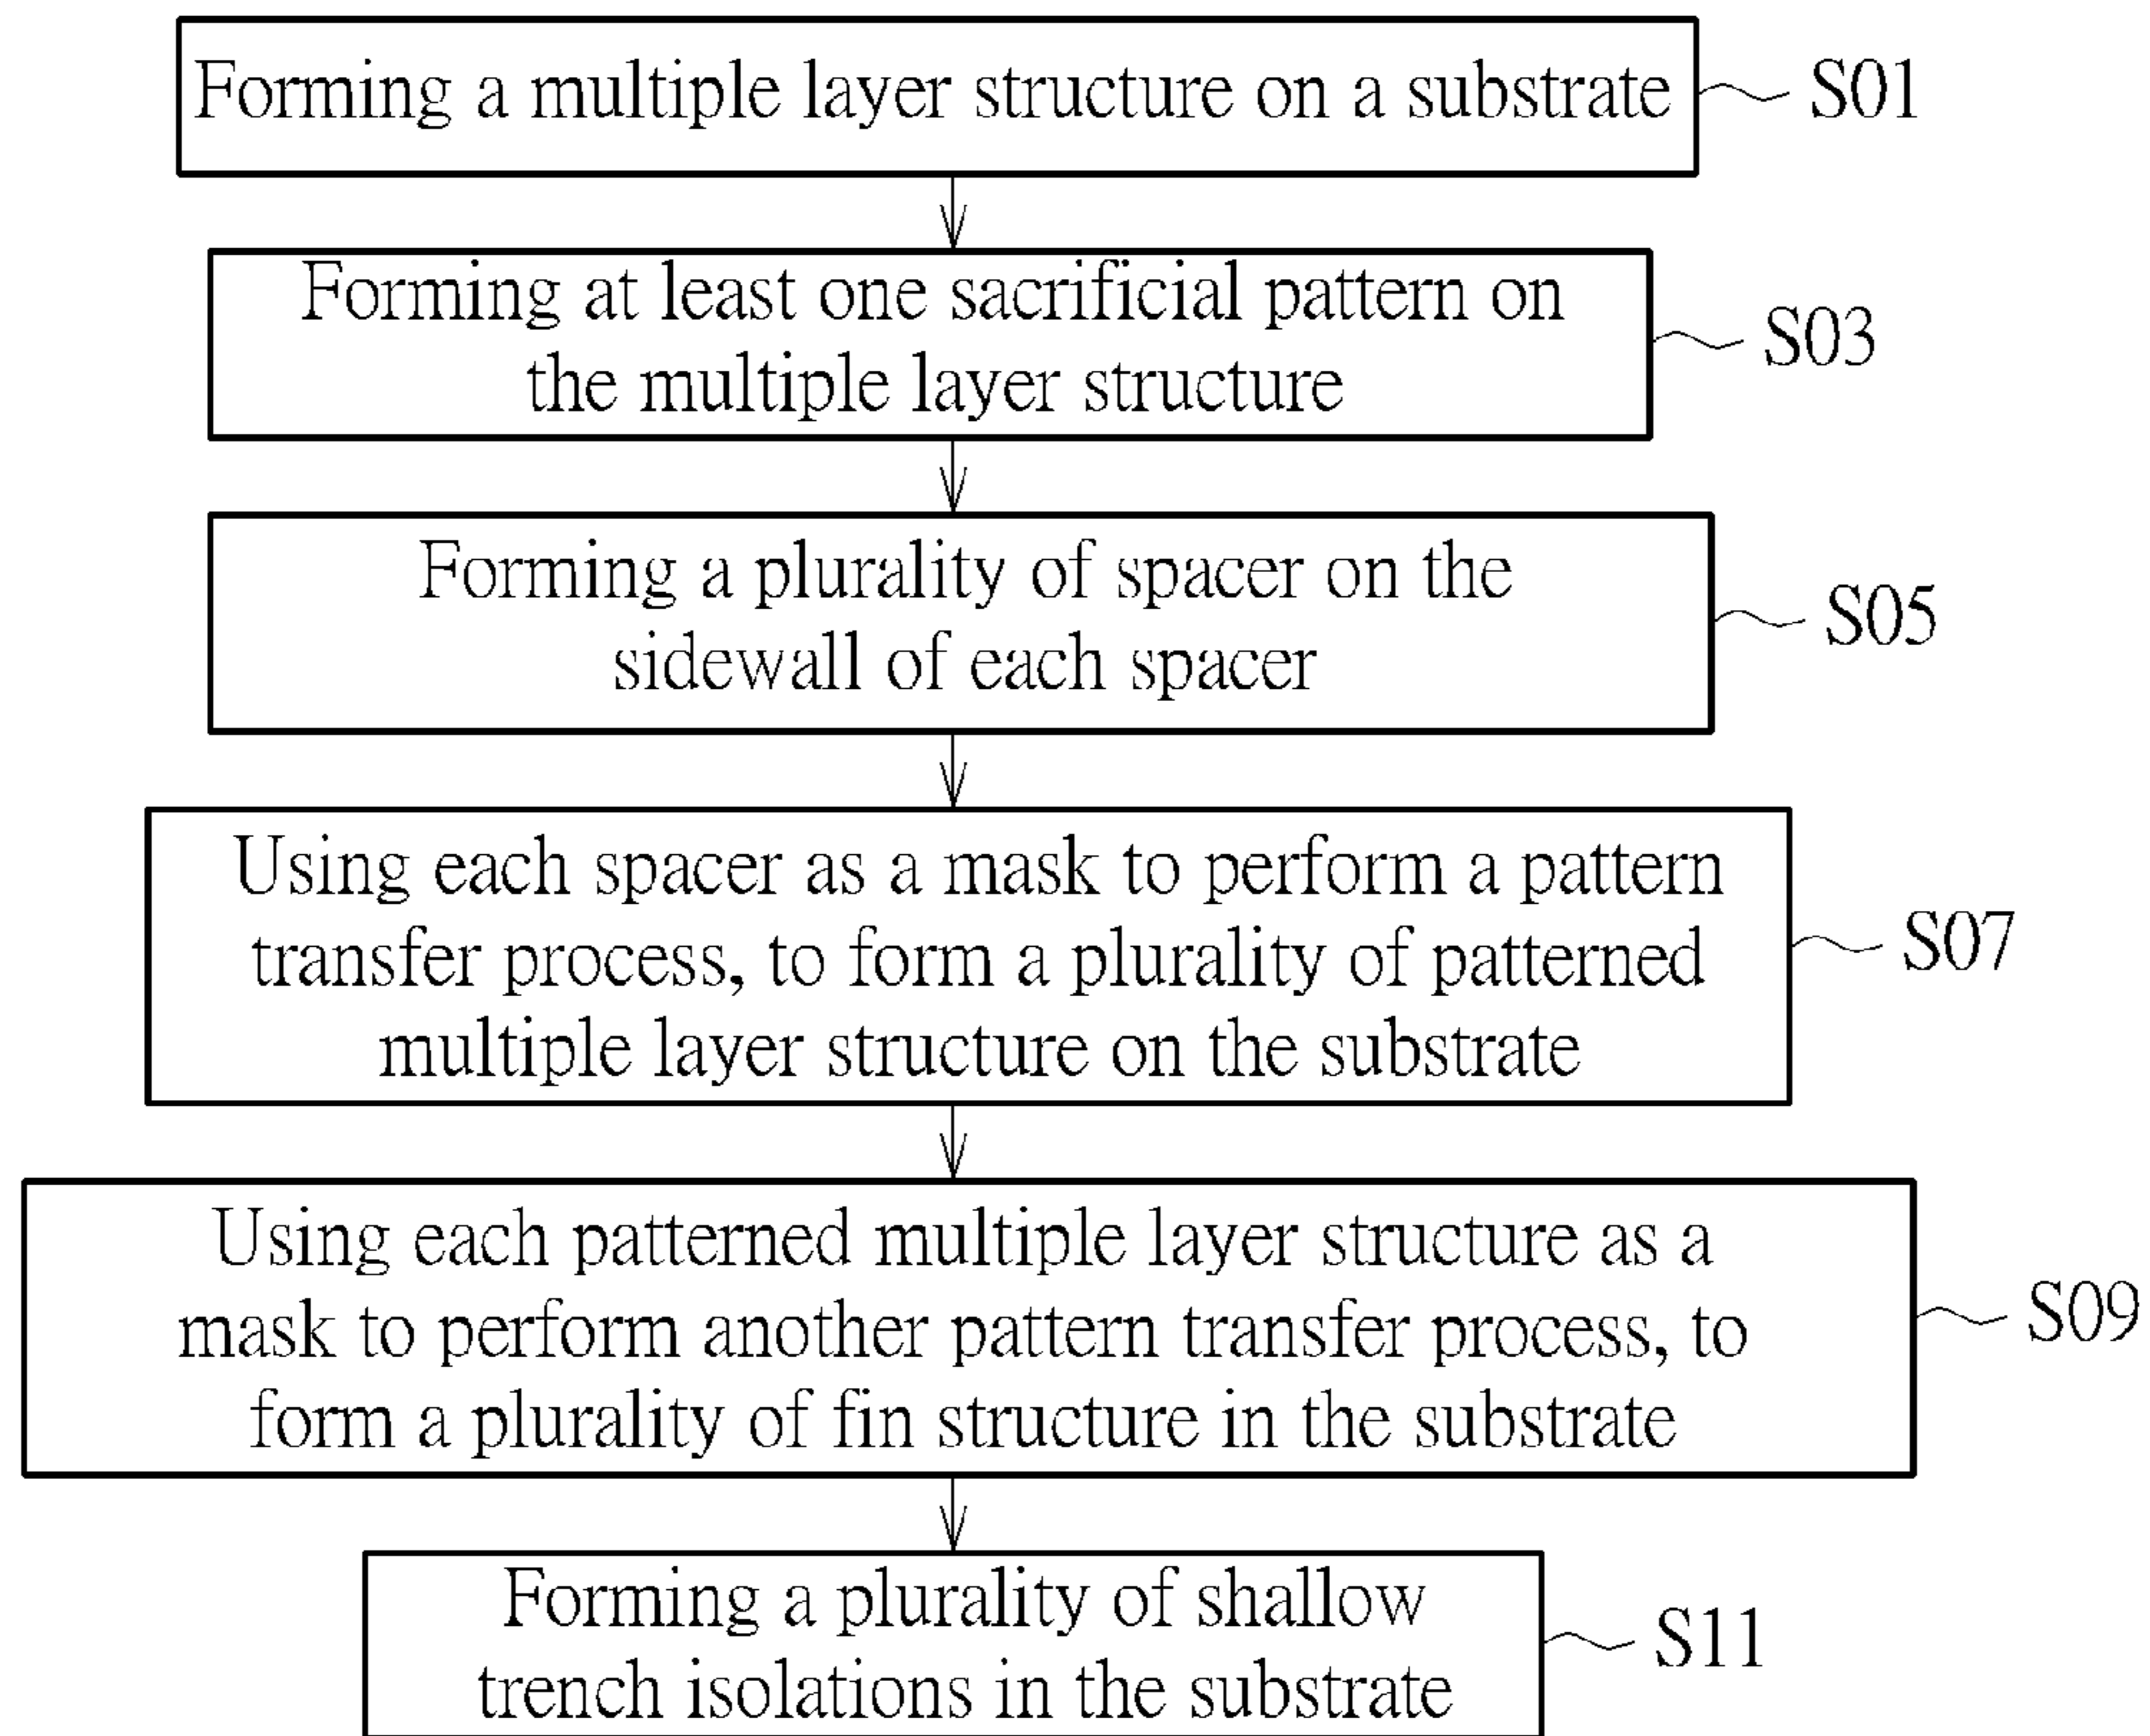 Forming a multiple layer structure on a substrate
S01
Forming at least one sacrificial pattern on
the multiple layer structure
S03
Forming a plurality of spacer on the
sidewall of each spacer
S05
Using each spacer as a mask to perform a pattern
transfer process, to form a plurality of patterned
multiple layer structure on the substrate
S07
Using each patterned multiple layer structure as a
mask to perform another pattern transfer process, to
form a plurality of fin structure in the substrate
S09
Forming a plurality of shallow
trench isolations in the substrate
S11